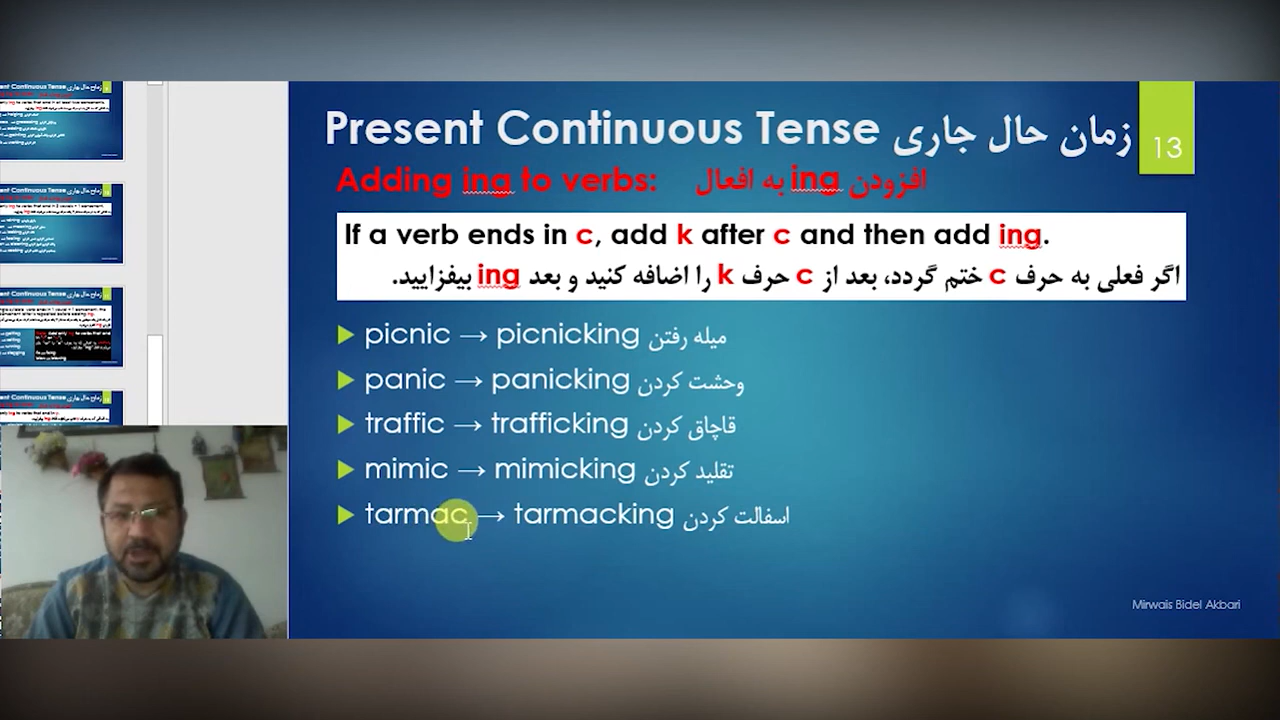 Present Continuous Tense زمان حال جاری
13
Adding ing to verbs: افزودن ing به افعال
If a verb ends in c, add k after c and then add ing.
اگر فعلی به حرف c ختم گردد، بعد از c حرف k را اضافه کنید و بعد ing بیفزایید.
picnic → picnicking میله رفتن
panic → panicking وحشت کردن
traffic → trafficking قاچاق کردن
mimic → mimicking تقلید کردن
tarmac → tarmacking اسفالت کردن
Mirwais Bidel Akbari